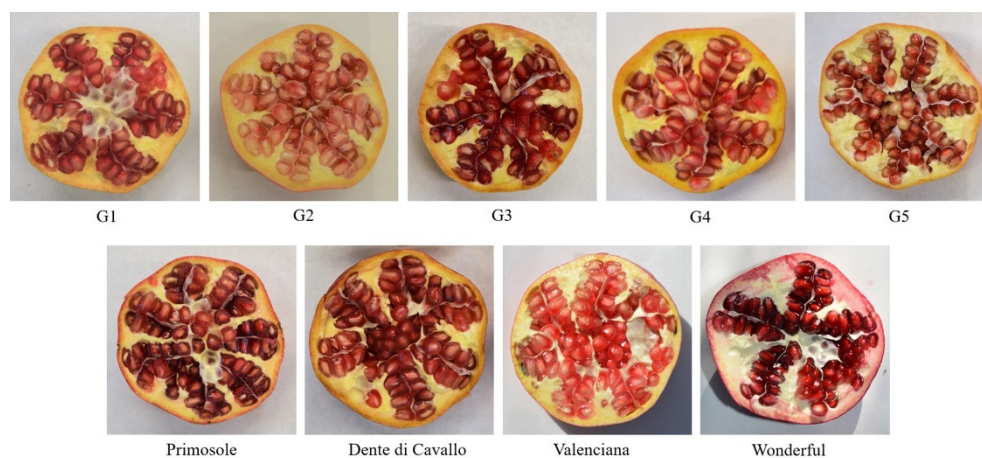 G1
G2
G3
G4
G5
Primosole
Dente di Cavallo
Valenciana
Wonderful